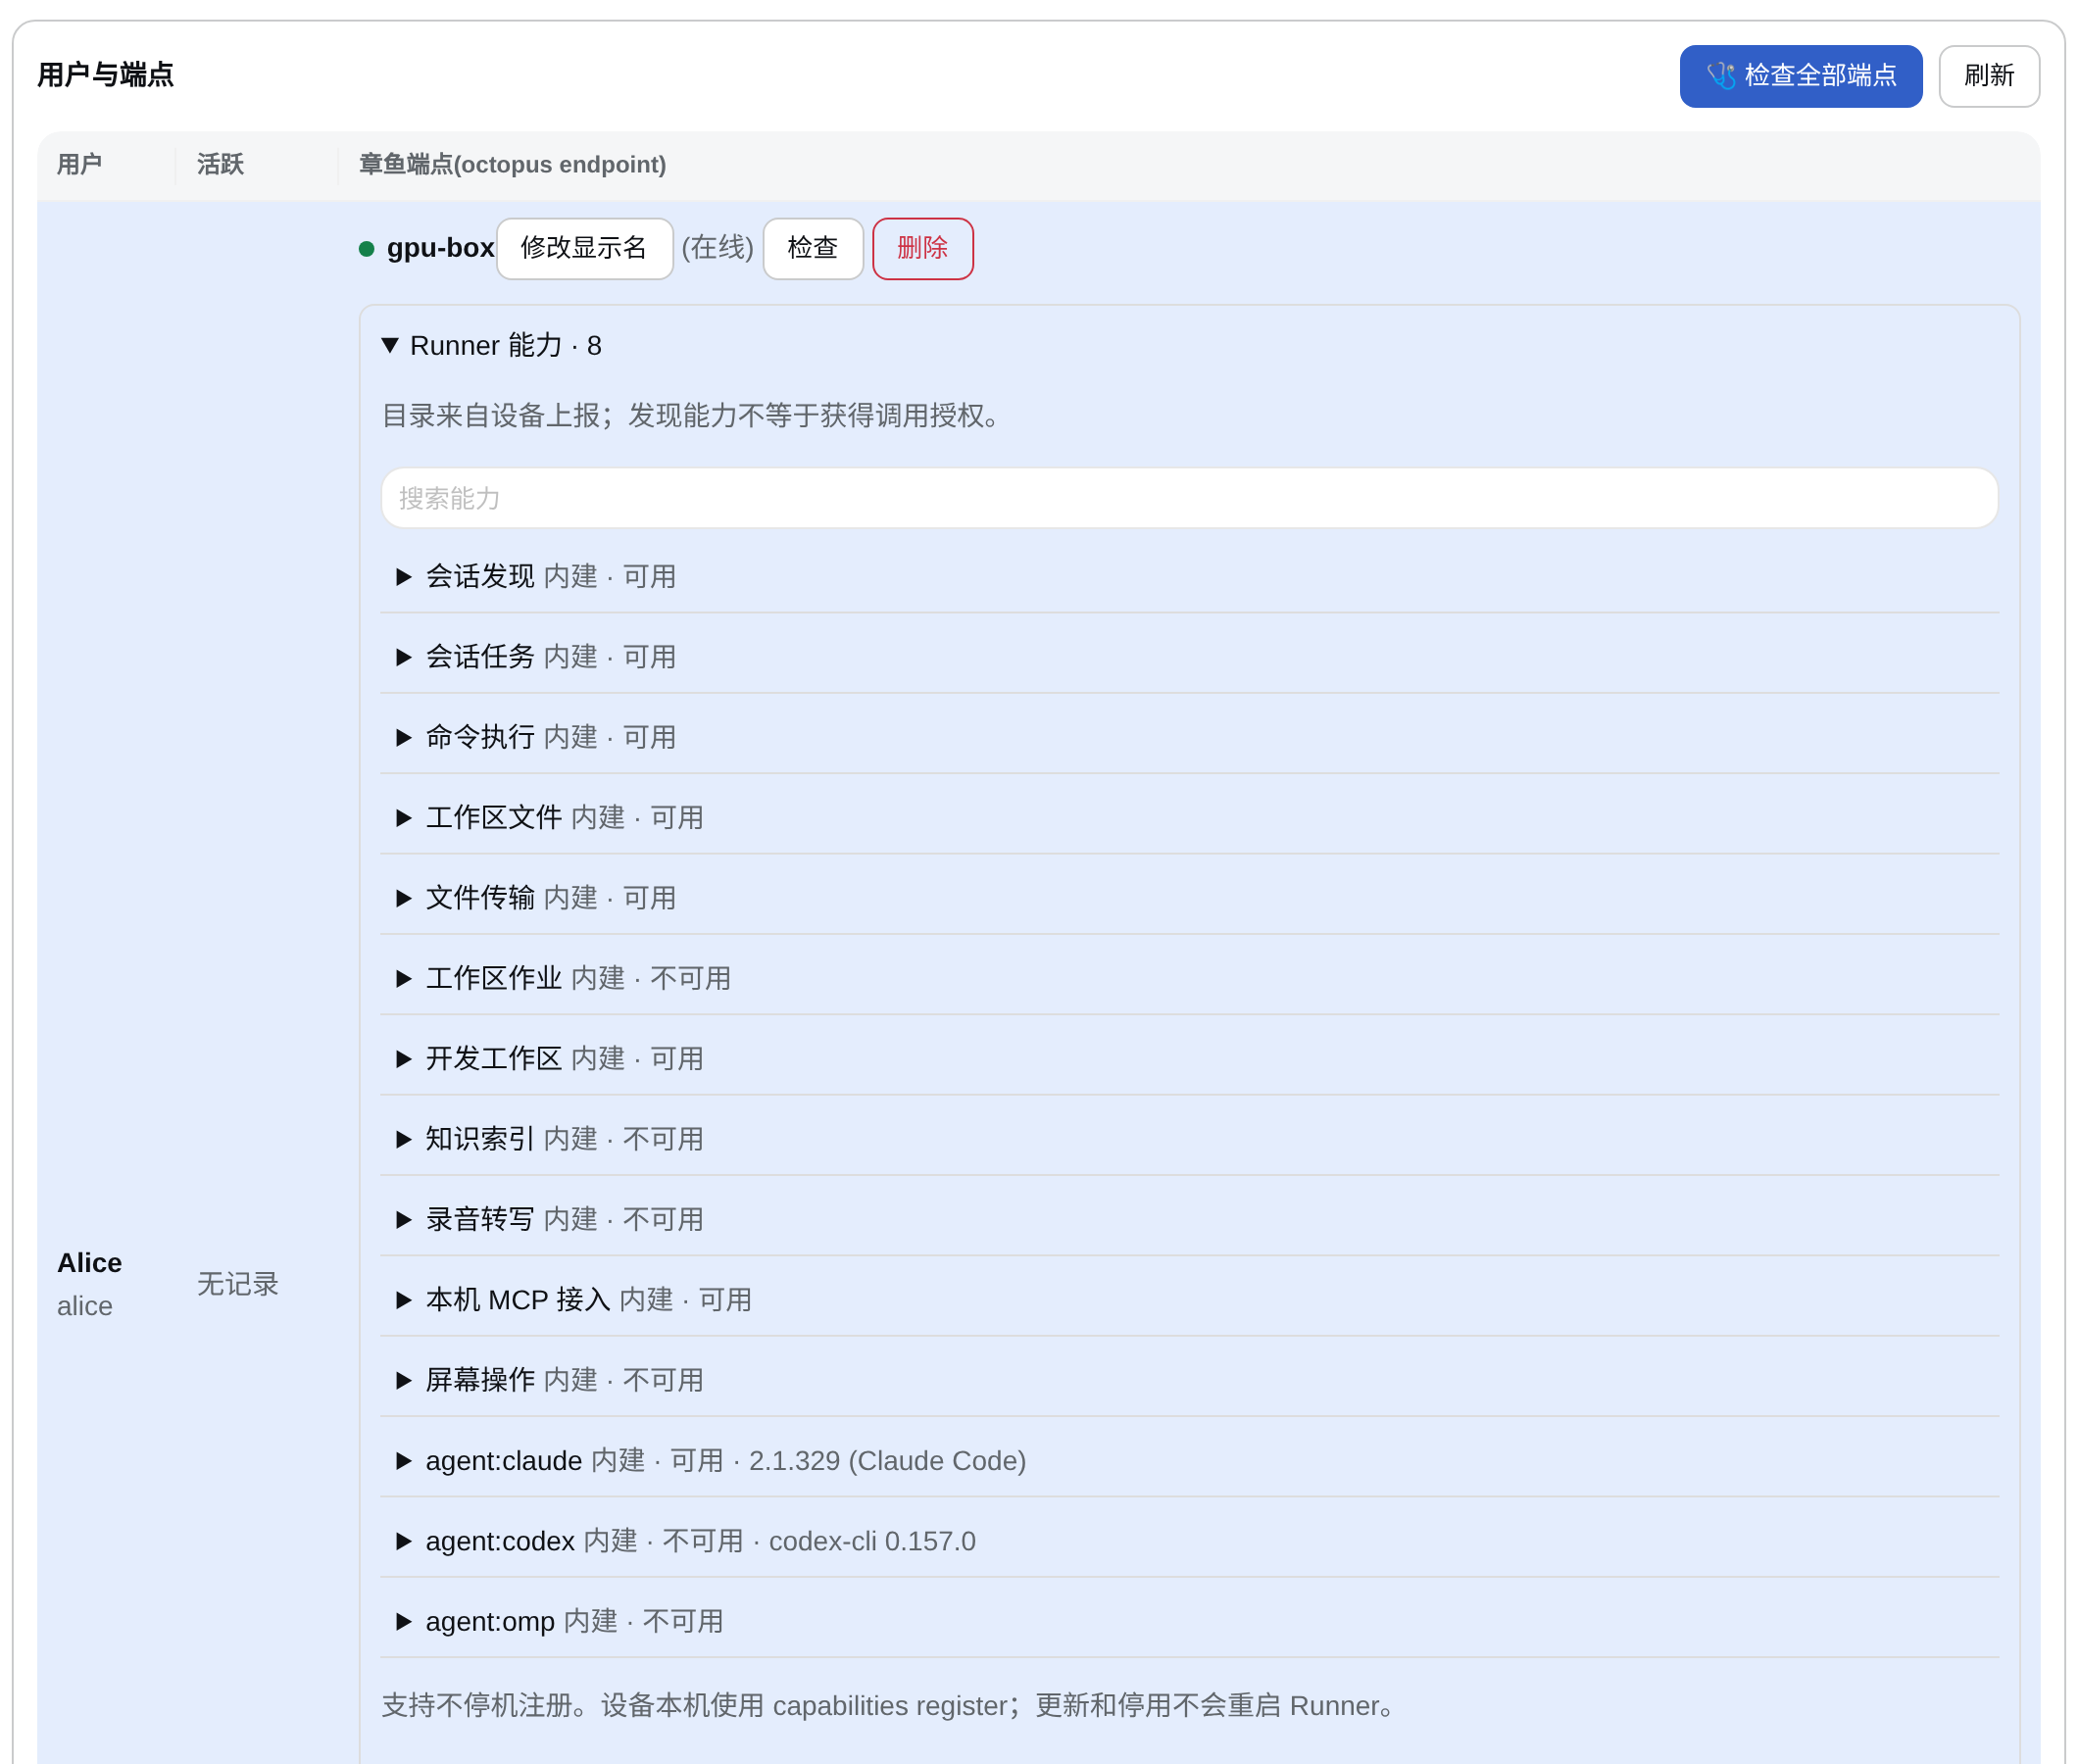 用户与端点
🩺 检查全部端点 刷新
用户 活跃 章鱼端点(octopus endpoint)
gpu-box 修改显示名 (在线) 检查 删除
▼ Runner 能力 · 8
目录来自设备上报；发现能力不等于获得调用授权。
搜索能力
▶ 会话发现 内建 · 可用
▶ 会话任务 内建 · 可用
▶ 命令执行 内建 · 可用
▶ 工作区文件 内建 · 可用
▶ 文件传输 内建 · 可用
▶ 工作区作业 内建 · 不可用
▶ 开发工作区 内建 · 可用
▶ 知识索引 内建 · 不可用
▶ 录音转写 内建 · 不可用
Alice
alice
无记录
▶ 本机 MCP 接入 内建 · 可用
▶ 屏幕操作 内建 · 不可用
▶ agent:claude 内建 · 可用 · 2.1.329 (Claude Code)
▶ agent:codex 内建 · 不可用 · codex-cli 0.157.0
▶ agent:omp 内建 · 不可用
支持不停机注册。设备本机使用 capabilities register；更新和停用不会重启 Runner。